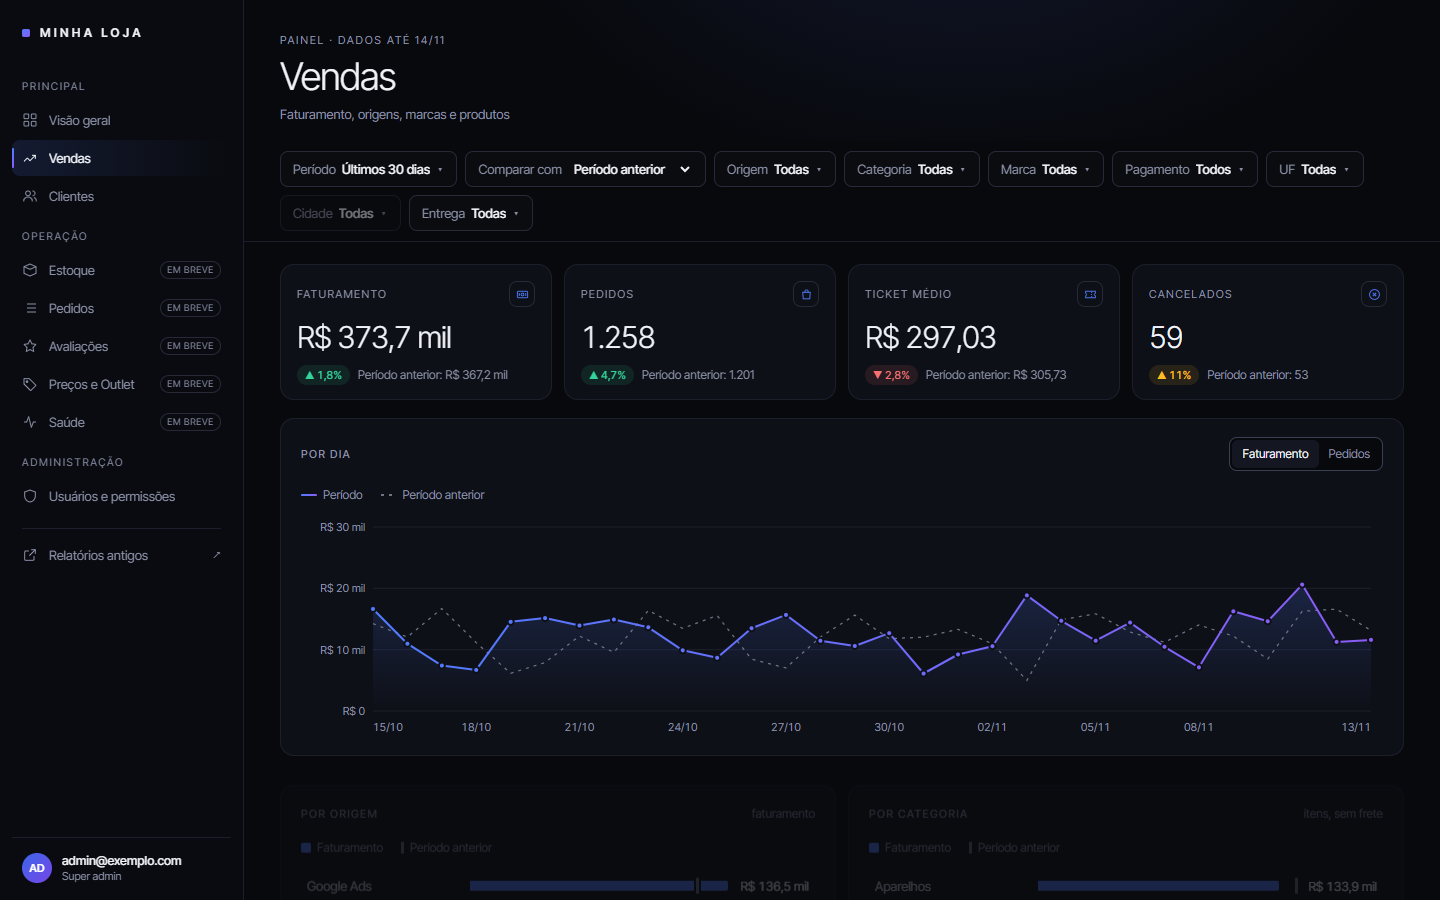 MINHA LOJA
PRINCIPAL
Visão geral
Vendas
Clientes
OPERAÇÃO
Estoque EM BREVE
Pedidos EM BREVE
Avaliações EM BREVE
Preços e Outlet EM BREVE
Saúde EM BREVE
ADMINISTRAÇÃO
Usuários e permissões
Relatórios antigos ↗
AD
admin@exemplo.com
Super admin
PAINEL · DADOS ATÉ 14/11
Vendas
Faturamento, origens, marcas e produtos
Período Últimos 30 dias
Comparar com Período anterior
Origem Todas
Categoria Todas
Marca Todas
Pagamento Todos
UF Todas
Cidade Todas
Entrega Todas
FATURAMENTO
R$ 373,7 mil
▲ 1,8% Período anterior: R$ 367,2 mil
PEDIDOS
1.258
▲ 4,7% Período anterior: 1.201
TICKET MÉDIO
R$ 297,03
▼ 2,8% Período anterior: R$ 305,73
CANCELADOS
59
▲ 11% Período anterior: 53
POR DIA
Faturamento Pedidos
Período Período anterior
R$ 30 mil
R$ 20 mil
R$ 10 mil
R$ 0
15/10 18/10 21/10 24/10 27/10 30/10 02/11 05/11 08/11 13/11
POR ORIGEM faturamento
Faturamento Período anterior
Google Ads R$ 136,5 mil
POR CATEGORIA itens, sem frete
Faturamento Período anterior
Aparelhos R$ 133,9 mil